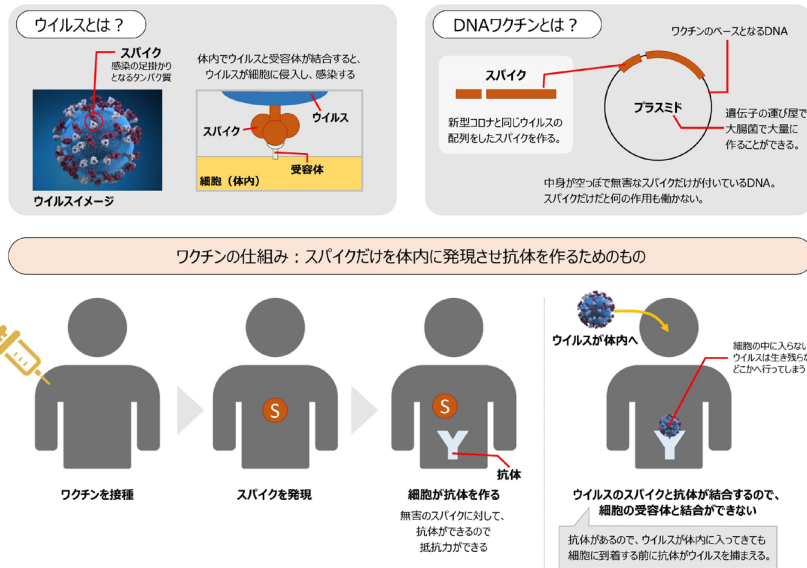 ウイルスとは？
スパイク
感染の足掛かり
となるタンパク質
ウイルスイメージ
体内でウイルスと受容体が結合すると、
ウイルスが細胞に侵入し、感染する
ウイルス
スパイク
受容体
細胞（体内）
DNAワクチンとは？
スパイク
新型コロナと同じウイルスの
配列をしたスパイクを作る。
ワクチンのベースとなるDNA
プラスミド
遺伝子の運び屋で
大腸菌で大量に
作ることができる。
中身が空っぽで無害なスパイクだけが付いているDNA。
スパイクだけだと何の作用も働かない。
ワクチンの仕組み：スパイクだけを体内に発現させ抗体を作るためのもの
ワクチンを接種
S
スパイクを発現
S
抗体
細胞が抗体を作る
無害のスパイクに対して、
抗体ができるので
抵抗力ができる
ウイルスが体内へ
細胞の中に入らない
ウイルスは生き残らな
どこかへ行ってしまう
ウイルスのスパイクと抗体が結合するので、
細胞の受容体と結合ができない
抗体があるので、ウイルスが体内に入ってきても
細胞に到着する前に抗体がウイルスを捕まえる。